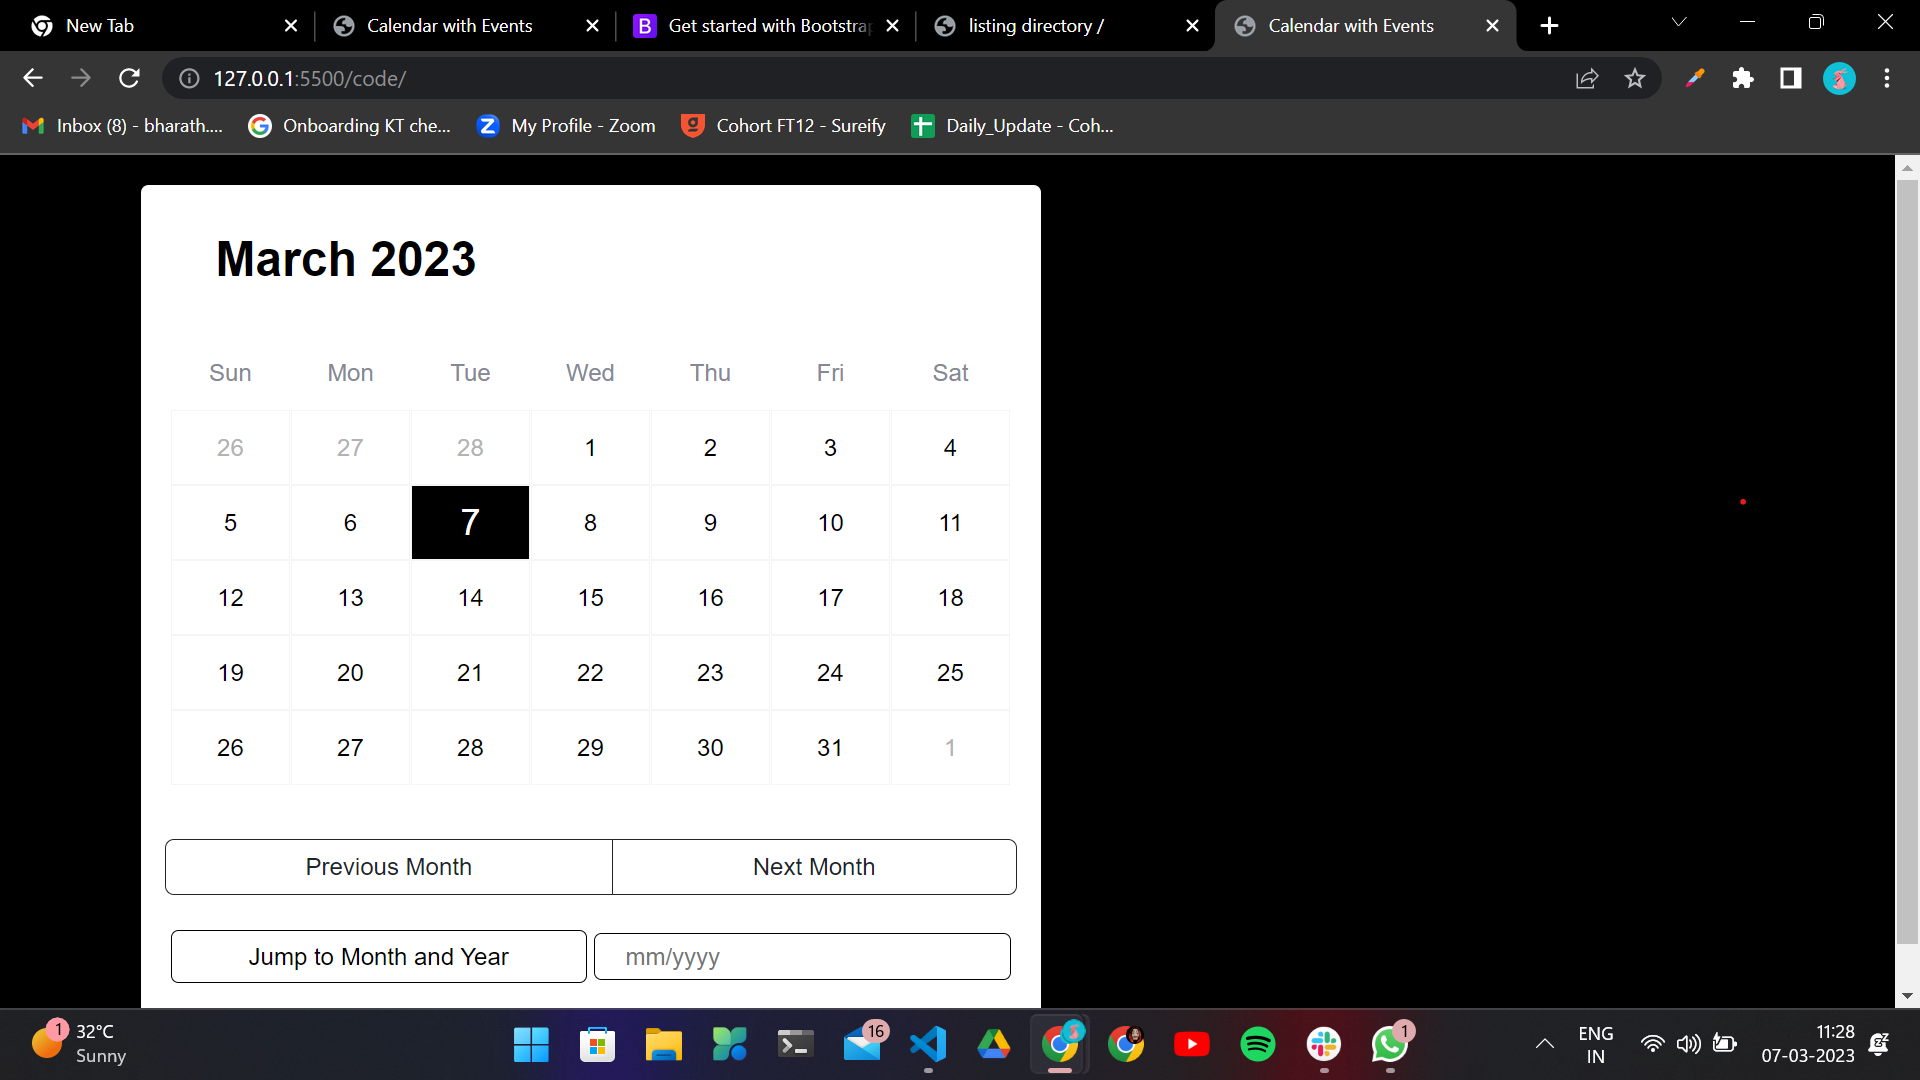 New Tab
Calendar with Events
Get started with Bootstra
listing directory /
Calendar with Events
127.0.0.1:5500/code/
Inbox (8) - bharath....
Onboarding KT che...
My Profile - Zoom
Cohort FT12 - Sureify
Daily_Update - Coh...
March 2023
Sun Mon Tue Wed Thu Fri Sat
26 27 28 1 2 3 4
5 6 7 8 9 10 11
12 13 14 15 16 17 18
19 20 21 22 23 24 25
26 27 28 29 30 31 1
Previous Month Next Month
Jump to Month and Year mm/yyyy
1
32°C
Sunny
16
1
ENG
IN
11:28
07-03-2023